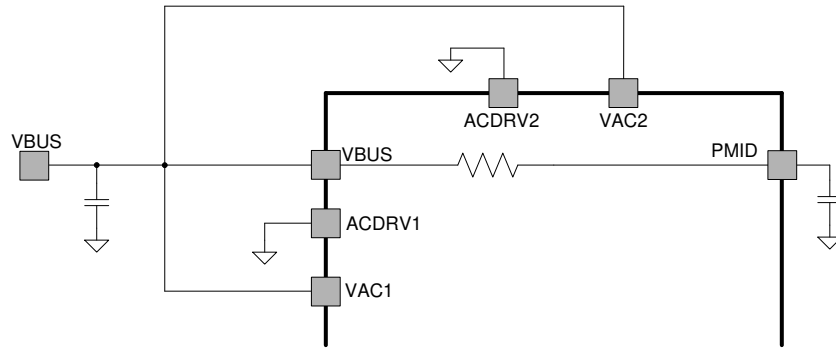 ACDRV2
VAC2
VBUS
VBUS
PMID
ACDRV1
VAC1